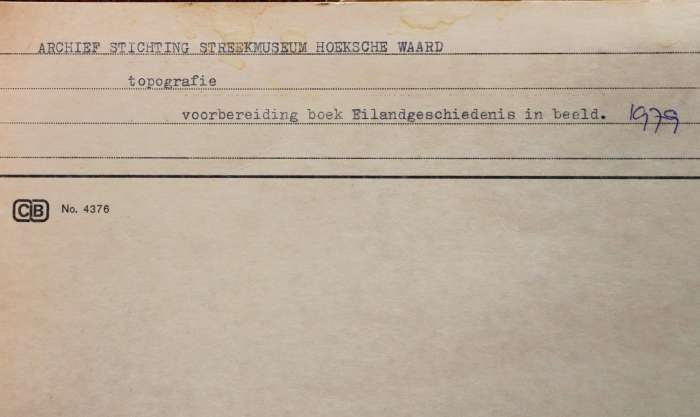 ARCHIEF STICHTING STREEKMUSEUM HOEKSCHE WAARD
topografie
voorbereiding boek Eilandgeschiedenis in beeld. 1979
CB No. 4376